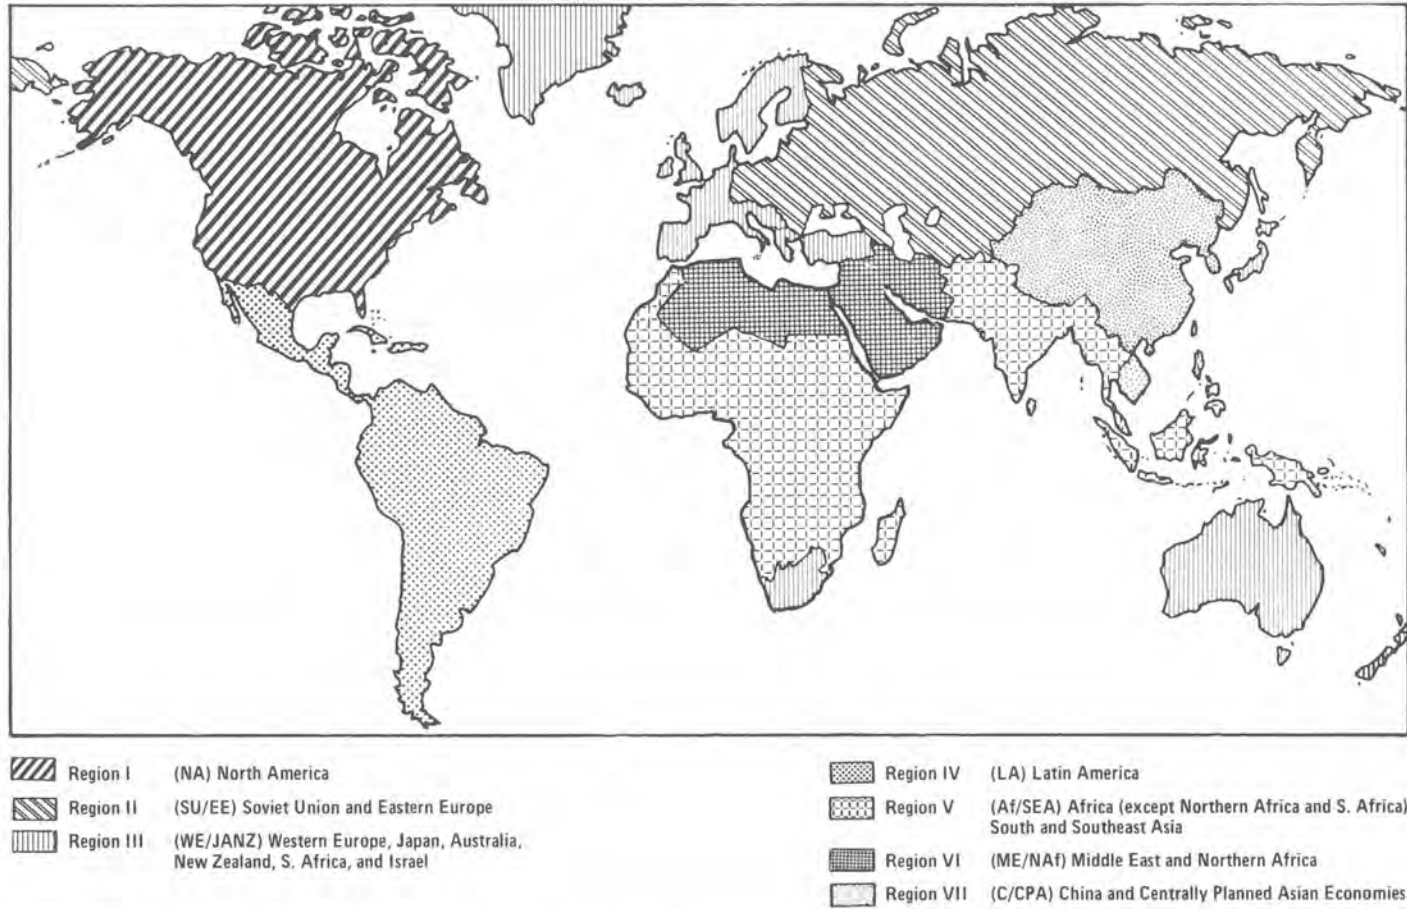 Region I (NA) North America
Region II (SU/EE) Soviet Union and Eastern Europe
Region III (WE/JANZ) Western Europe, Japan, Australia,
New Zealand, S. Africa, and Israel
Region IV (LA) Latin America
Region V (Af/SEA) Africa (except Northern Africa and S. Africa)
South and Southeast Asia
Region VI (ME/NAf) Middle East and Northern Africa
Region VII (C/CPA) China and Centrally Planned Asian Economies